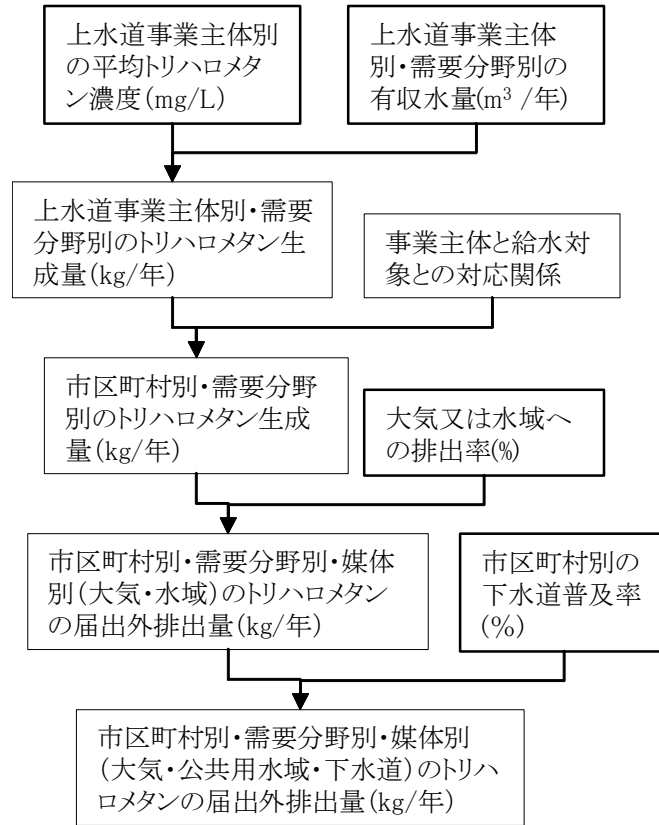 上水道事業主体別
の平均トリハロメタ
ン濃度(mg/L)
上水道事業主体
別・需要分野別の
有収水量(m³ /年)
上水道事業主体別・需要
分野別のトリハロメタン生
成量(kg/年)
事業主体と給水対
象との対応関係
市区町村別・需要分野
別のトリハロメタン生成
量(kg/年)
大気又は水域へ
の排出率(%)
市区町村別・需要分野別・媒体
別(大気・水域)のトリハロメタン
の届出外排出量(kg/年)
市区町村別の
下水道普及率
(%)
市区町村別・需要分野別・媒体別
(大気・公共用水域・下水道)のトリハ
ロメタンの届出外排出量(kg/年)